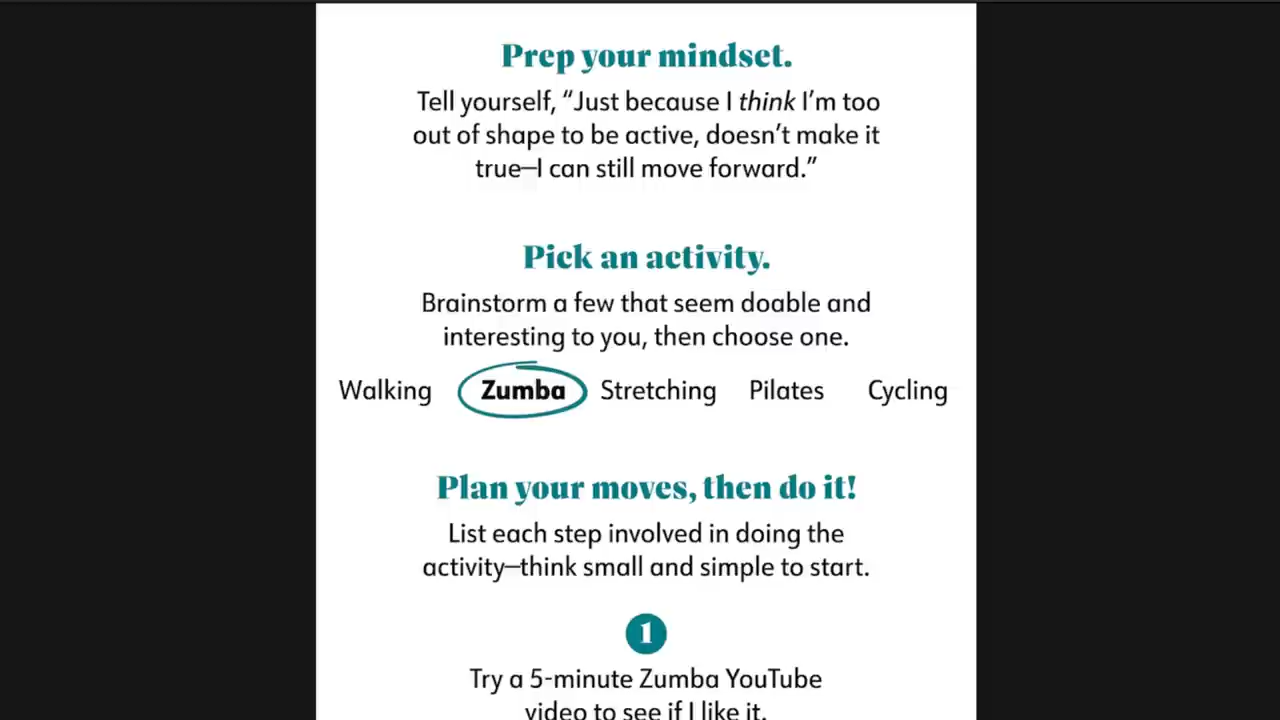 Prep your mindset.
Tell yourself, “Just because I think I’m too
out of shape to be active, doesn’t make it
true—I can still move forward.”
Pick an activity.
Brainstorm a few that seem doable and
interesting to you, then choose one.
Walking Zumba Stretching Pilates Cycling
Plan your moves, then do it!
List each step involved in doing the
activity—think small and simple to start.
1
Try a 5-minute Zumba YouTube
video to see if I like it.